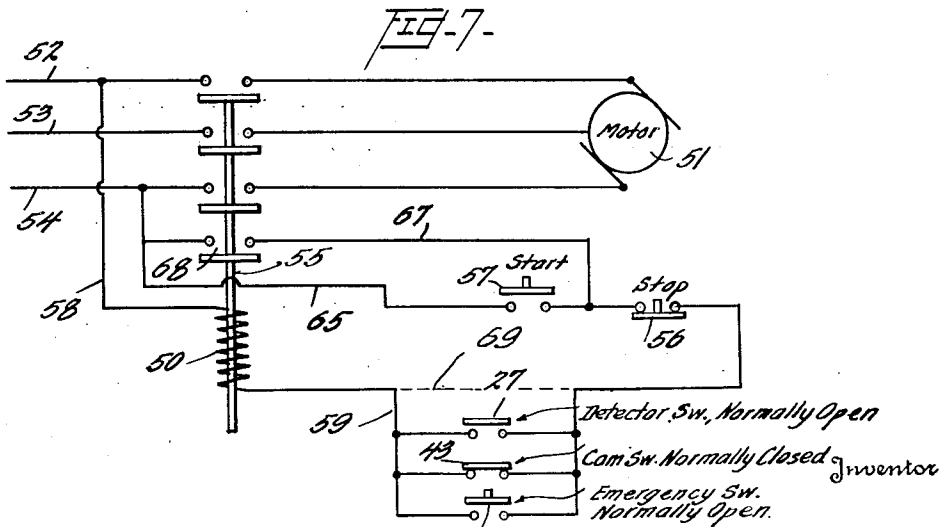 FIG-7-
52
53
54
Motor
51
67
68
55
Start
57
Stop
56
58
65
50
69
27
59
Detector Sw., Normally Open
43
Cam Sw. Normally Closed
Inventor
Emergency Sw.
Normally Open.